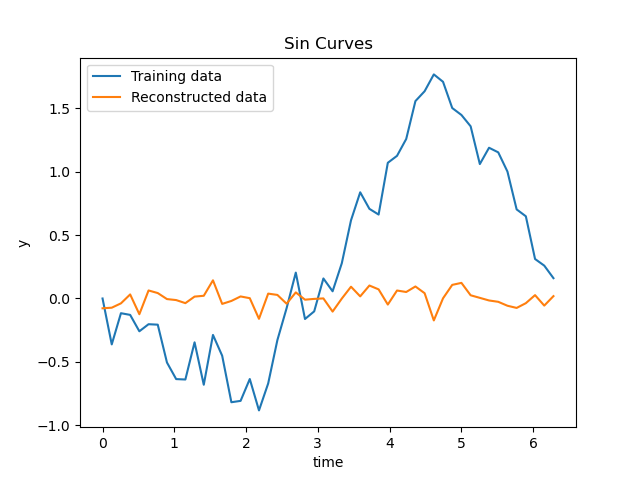 Sin Curves
Training data
Reconstructed data
y
1.5
1.0
0.5
0.0
−0.5
−1.0
0 1 2 3 4 5 6
time